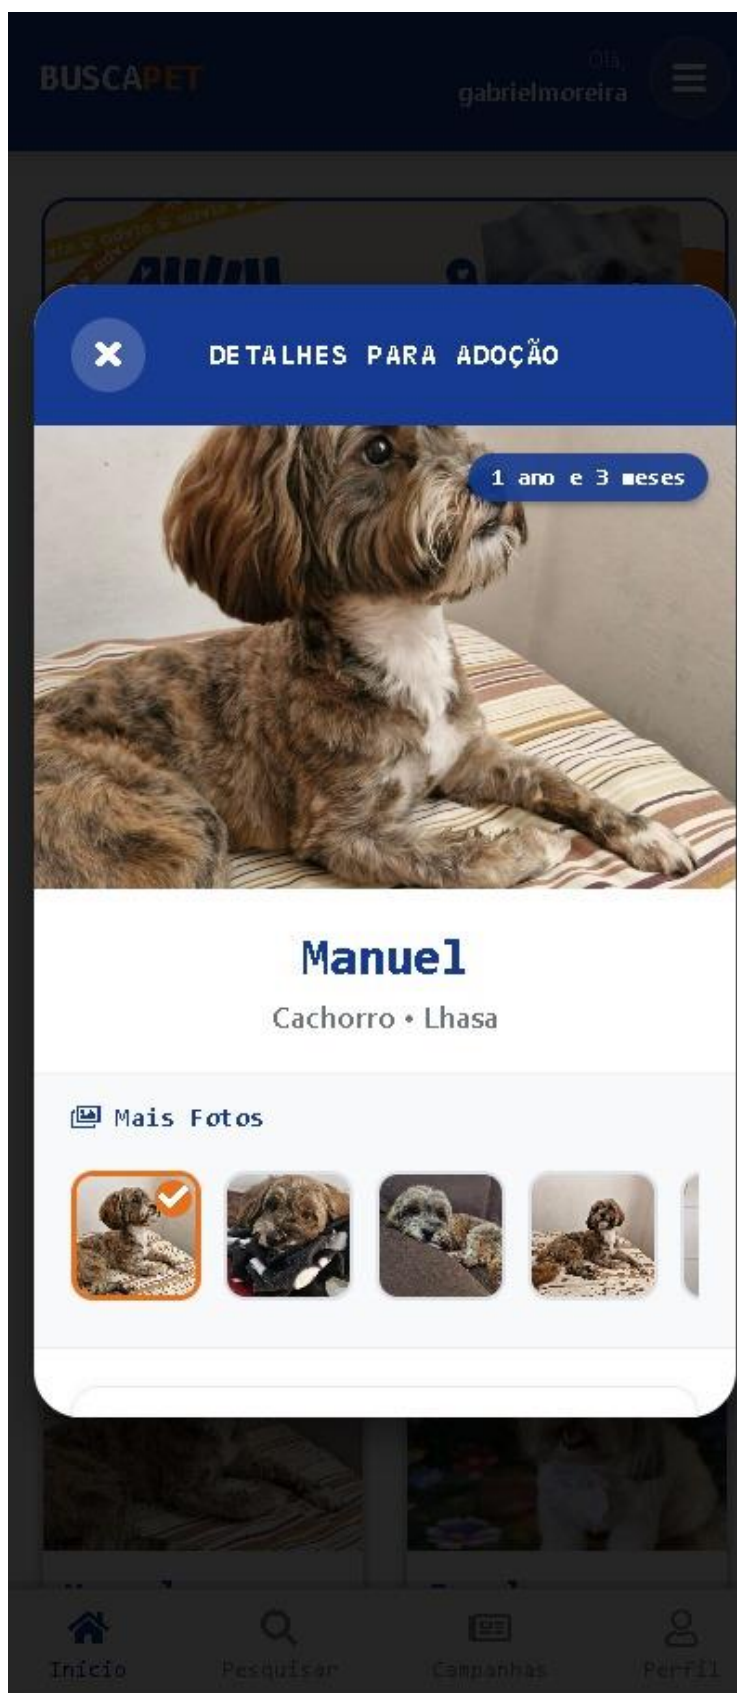 BUSCAPET
Olá,
gabrielmoreira
DETALHES PARA ADOÇÃO
1 ano e 3 meses
Manuel
Cachorro • Lhasa
Mais Fotos
Início
Pesquisar
Campanhas
Perfil